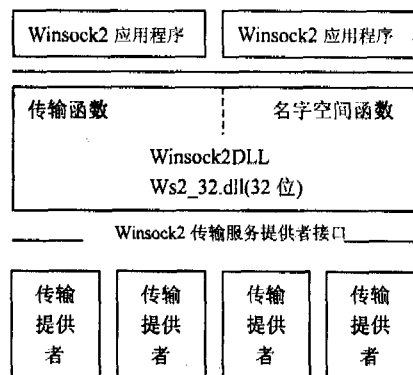 Winsock2 应用程序 Winsock2 应用程序
传输函数 名字空间函数
Winsock2DLL
Ws2_32.dll(32 位)
Winsock2 传输服务提供者接口
传输 传输 传输 传输
提供 提供 提供 提供
者 者 者 者